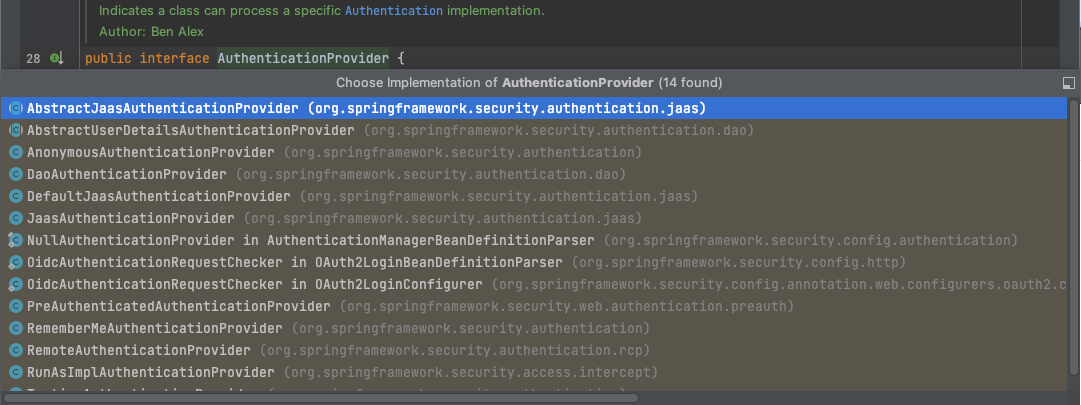 Indicates a class can process a specific Authentication implementation.
Author: Ben Alex
28 public interface AuthenticationProvider {
Choose Implementation of AuthenticationProvider (14 found)
AbstractJaasAuthenticationProvider (org.springframework.security.authentication.jaas)
AbstractUserDetailsAuthenticationProvider (org.springframework.security.authentication.dao)
AnonymousAuthenticationProvider (org.springframework.security.authentication)
DaoAuthenticationProvider (org.springframework.security.authentication.dao)
DefaultJaasAuthenticationProvider (org.springframework.security.authentication.jaas)
JaasAuthenticationProvider (org.springframework.security.authentication.jaas)
NullAuthenticationProvider in AuthenticationManagerBeanDefinitionParser (org.springframework.security.config.authentication)
OidcAuthenticationRequestChecker in OAuth2LoginBeanDefinitionParser (org.springframework.security.config.http)
OidcAuthenticationRequestChecker in OAuth2LoginConfigurer (org.springframework.security.config.annotation.web.configurers.oauth2.c
PreAuthenticatedAuthenticationProvider (org.springframework.security.web.authentication.preauth)
RememberMeAuthenticationProvider (org.springframework.security.authentication)
RemoteAuthenticationProvider (org.springframework.security.authentication.rcp)
RunAsImplAuthenticationProvider (org.springframework.security.access.intercept)